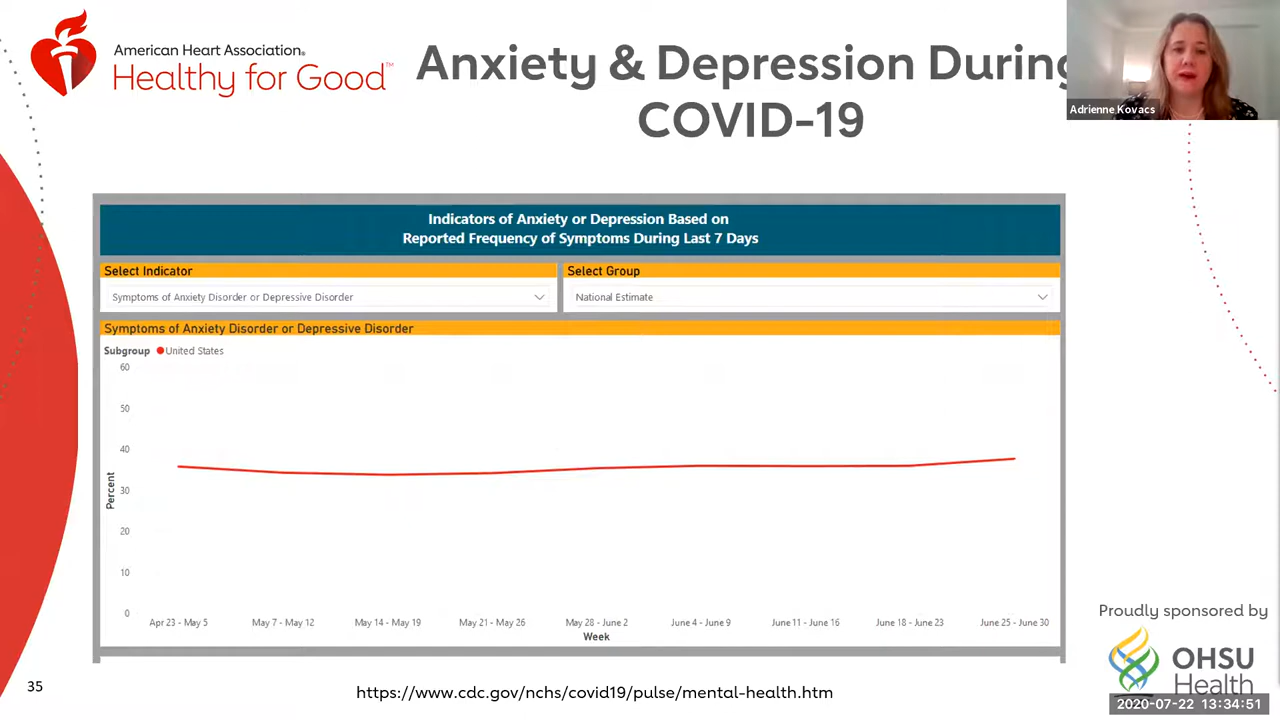 American Heart Association®
Healthy for Good™
Anxiety & Depression During
COVID-19
Adrienne Kovacs
Indicators of Anxiety or Depression Based on
Reported Frequency of Symptoms During Last 7 Days
Select Indicator
Select Group
Symptoms of Anxiety Disorder or Depressive Disorder
National Estimate
Symptoms of Anxiety Disorder or Depressive Disorder
Subgroup United States
60
50
40
30
20
10
0
Percent
Apr 23 - May 5 May 7 - May 12 May 14 - May 19 May 21 - May 26 May 28 - June 2 June 4 - June 9 June 11 - June 16 June 18 - June 23 June 25 - June 30
Week
Proudly sponsored by
OHSU
Health
35
https://www.cdc.gov/nchs/covid19/pulse/mental-health.htm
2020-07-22 13:34:51